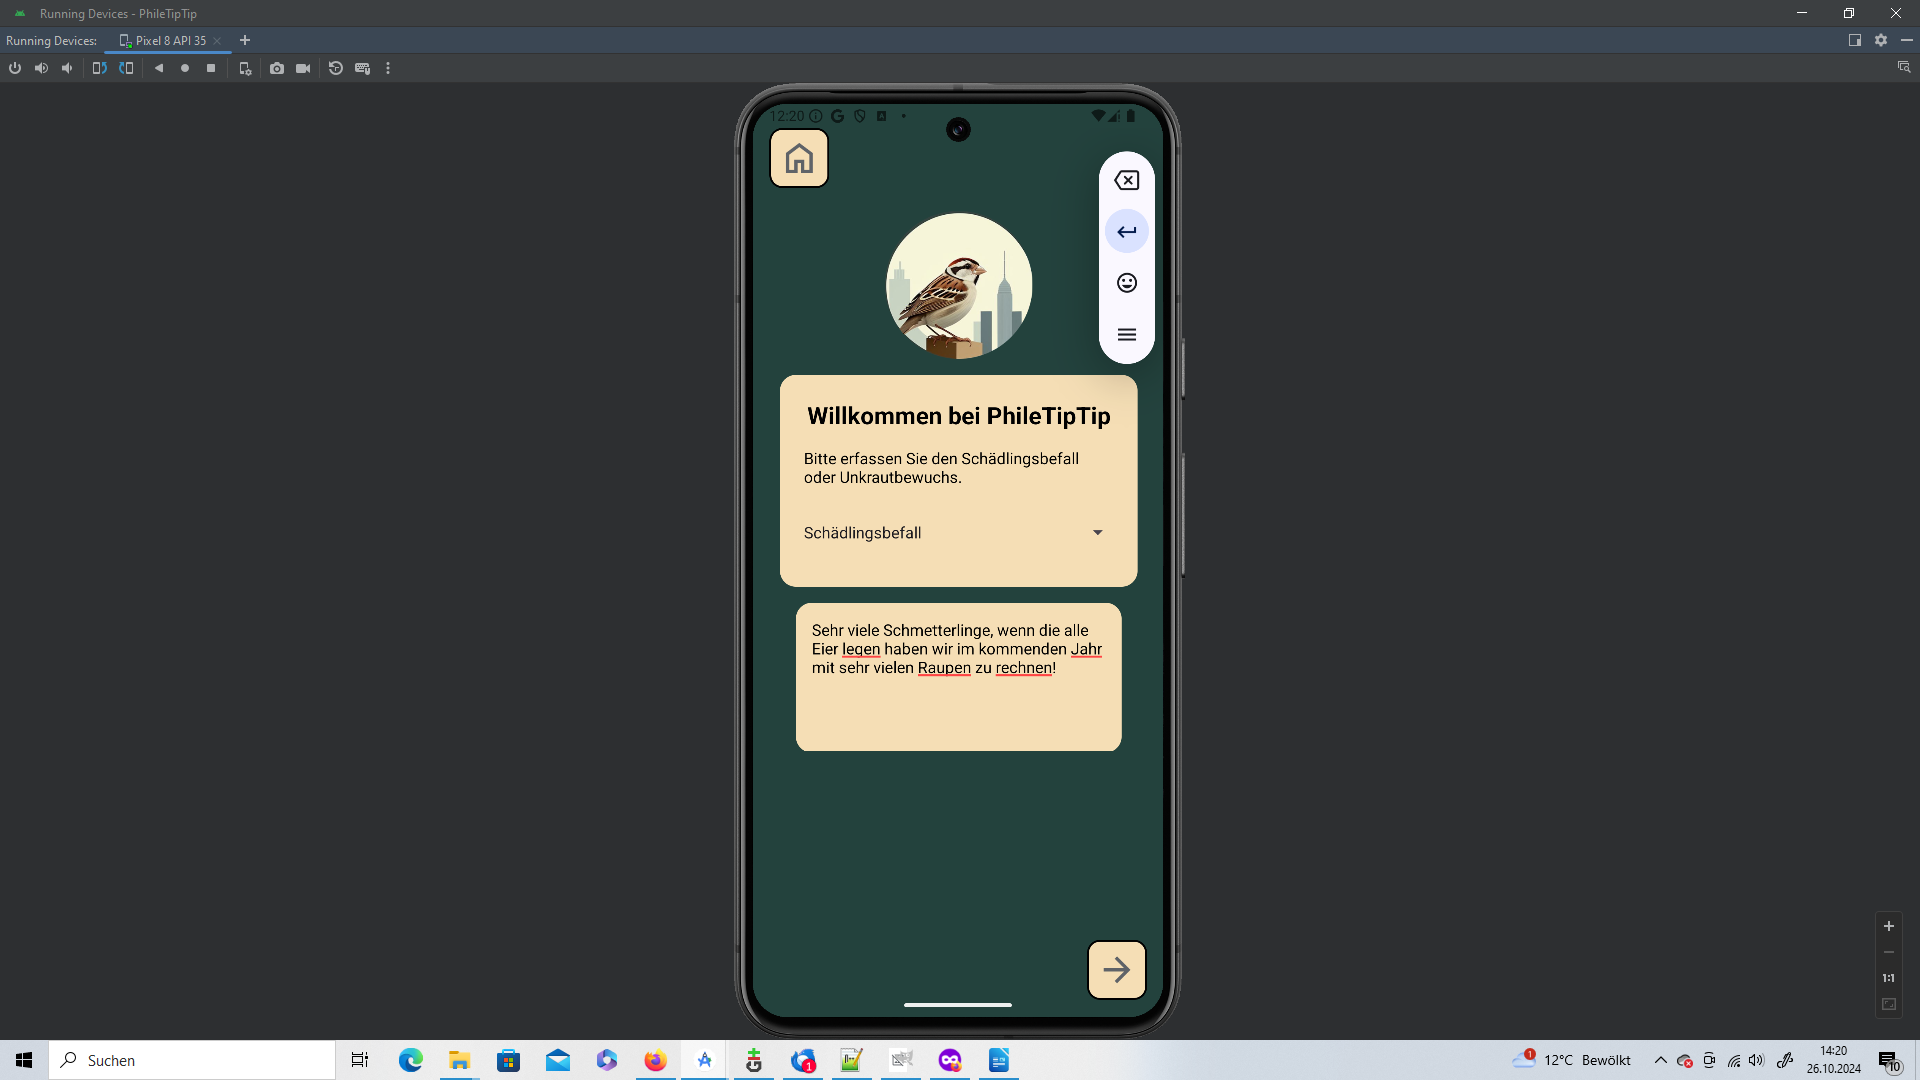 Running Devices - PhileTipTip
Running Devices:
Pixel 8 API 35
12:20
Willkommen bei PhileTipTip
Bitte erfassen Sie den Schädlingsbefall
oder Unkrautbewuchs.
Schädlingsbefall
Sehr viele Schmetterlinge, wenn die alle
Eier legen haben wir im kommenden Jahr
mit sehr vielen Raupen zu rechnen!
1:1
Suchen
1
1
12°C Bewölkt
14:20
26.10.2024
10